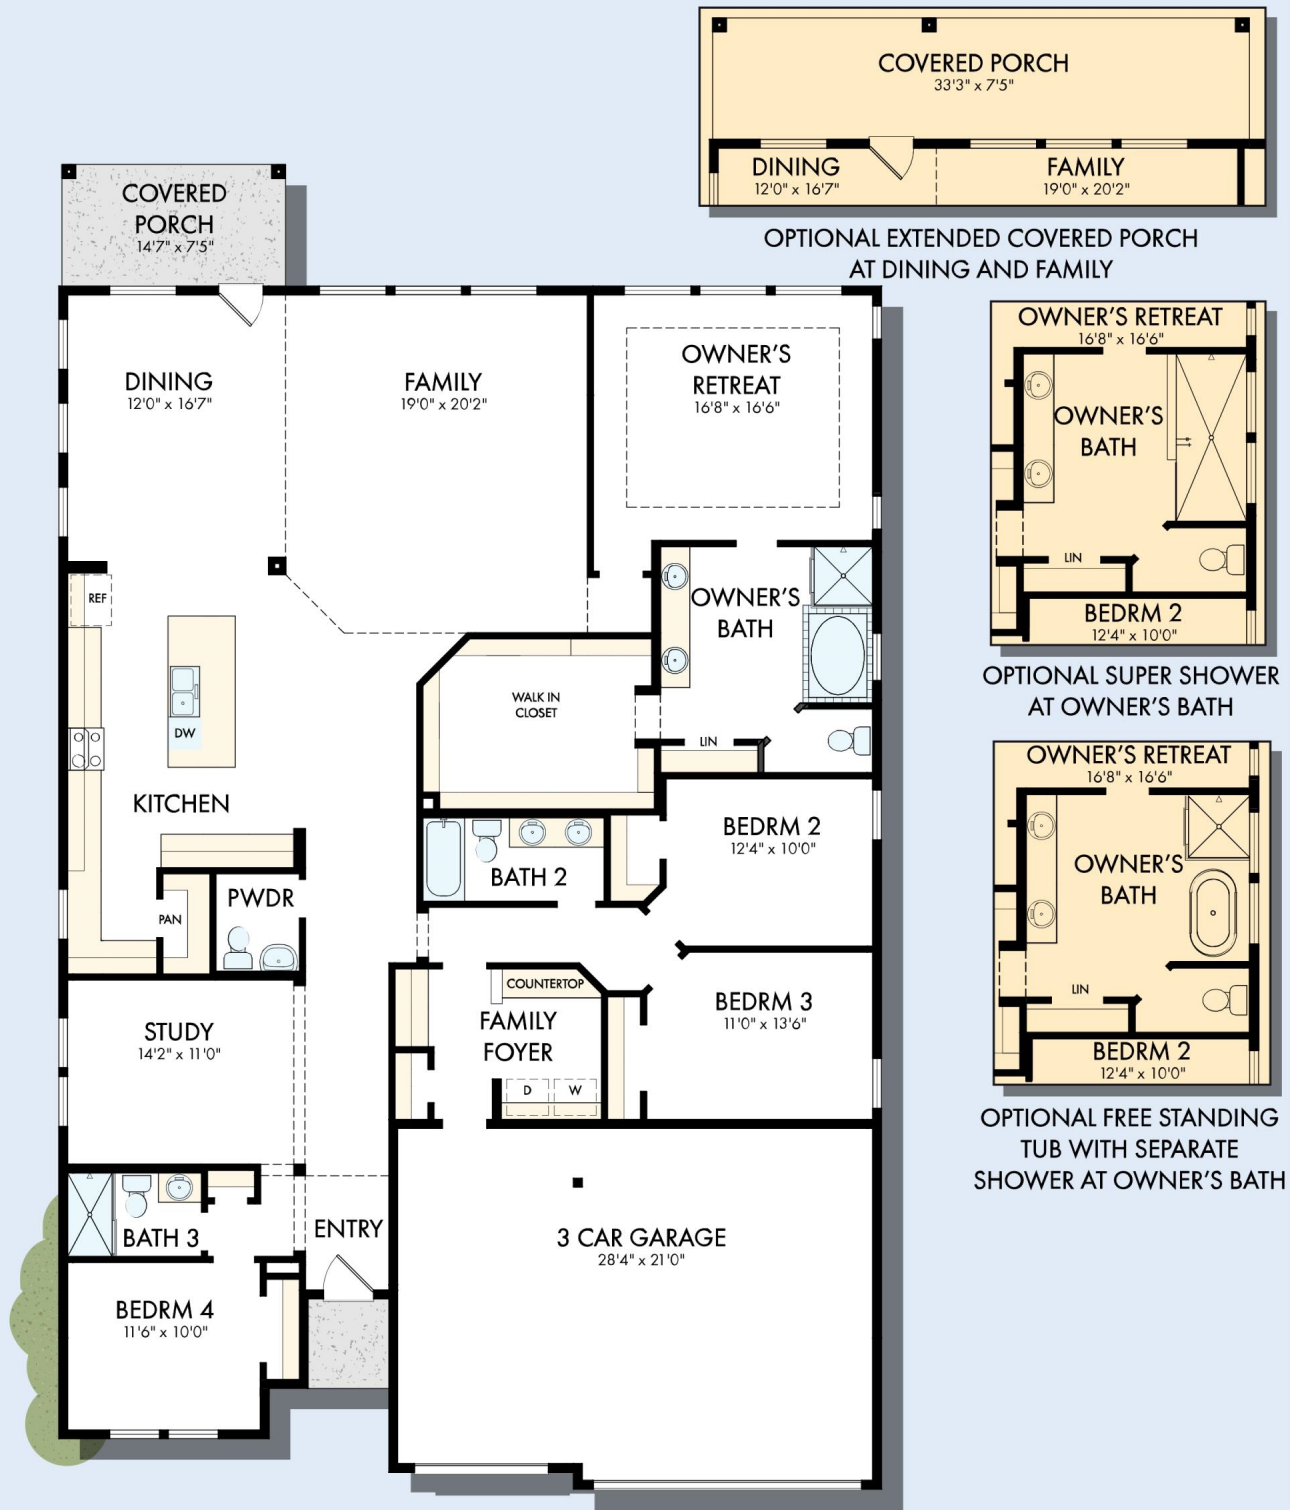 COVERED PORCH
33'3" x 7'5"
DINING
12'0" x 16'7"
FAMILY
19'0" x 20'2"
OPTIONAL EXTENDED COVERED PORCH
AT DINING AND FAMILY
COVERED
PORCH
14'7" x 7'5"
DINING
12'0" x 16'7"
FAMILY
19'0" x 20'2"
OWNER'S
RETREAT
16'8" x 16'6"
REF
DW
KITCHEN
WALK IN
CLOSET
OWNER'S
BATH
LIN
BEDRM 2
12'4" x 10'0"
BATH 2
PAN
PWDR
COUNTERTOP
FAMILY
FOYER
D
W
BEDRM 3
11'0" x 13'6"
STUDY
14'2" x 11'0"
BATH 3
ENTRY
3 CAR GARAGE
28'4" x 21'0"
BEDRM 4
11'6" x 10'0"
OWNER'S RETREAT
16'8" x 16'6"
OWNER'S
BATH
LIN
BEDRM 2
12'4" x 10'0"
OPTIONAL SUPER SHOWER
AT OWNER'S BATH
OWNER'S RETREAT
16'8" x 16'6"
OWNER'S
BATH
LIN
BEDRM 2
12'4" x 10'0"
OPTIONAL FREE STANDING
TUB WITH SEPARATE
SHOWER AT OWNER'S BATH